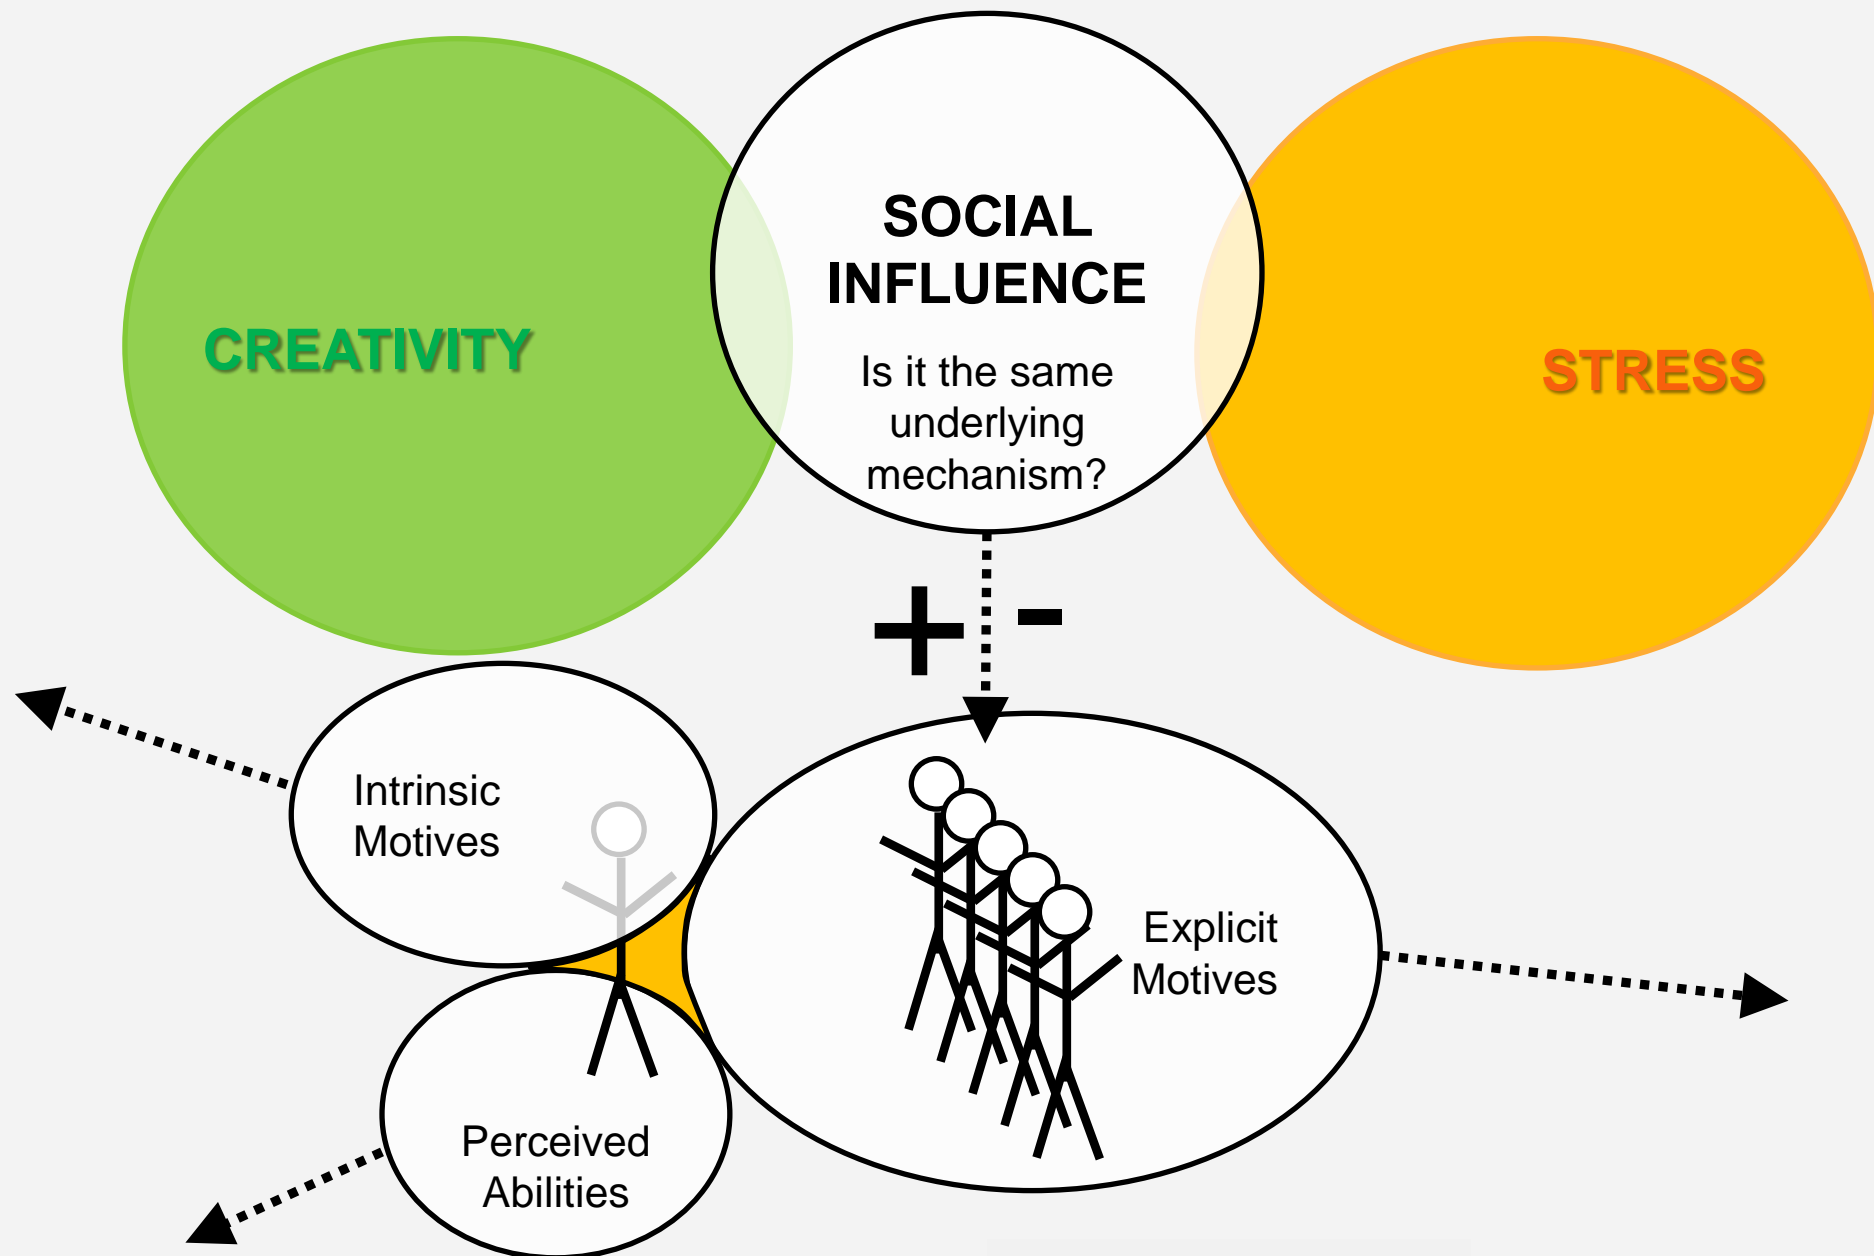 SOCIAL
INFLUENCE
CREATIVITY
Is it the same
underlying
mechanism?
STRESS
+ -
Intrinsic
Motives
Explicit
Motives
Perceived
Abilities